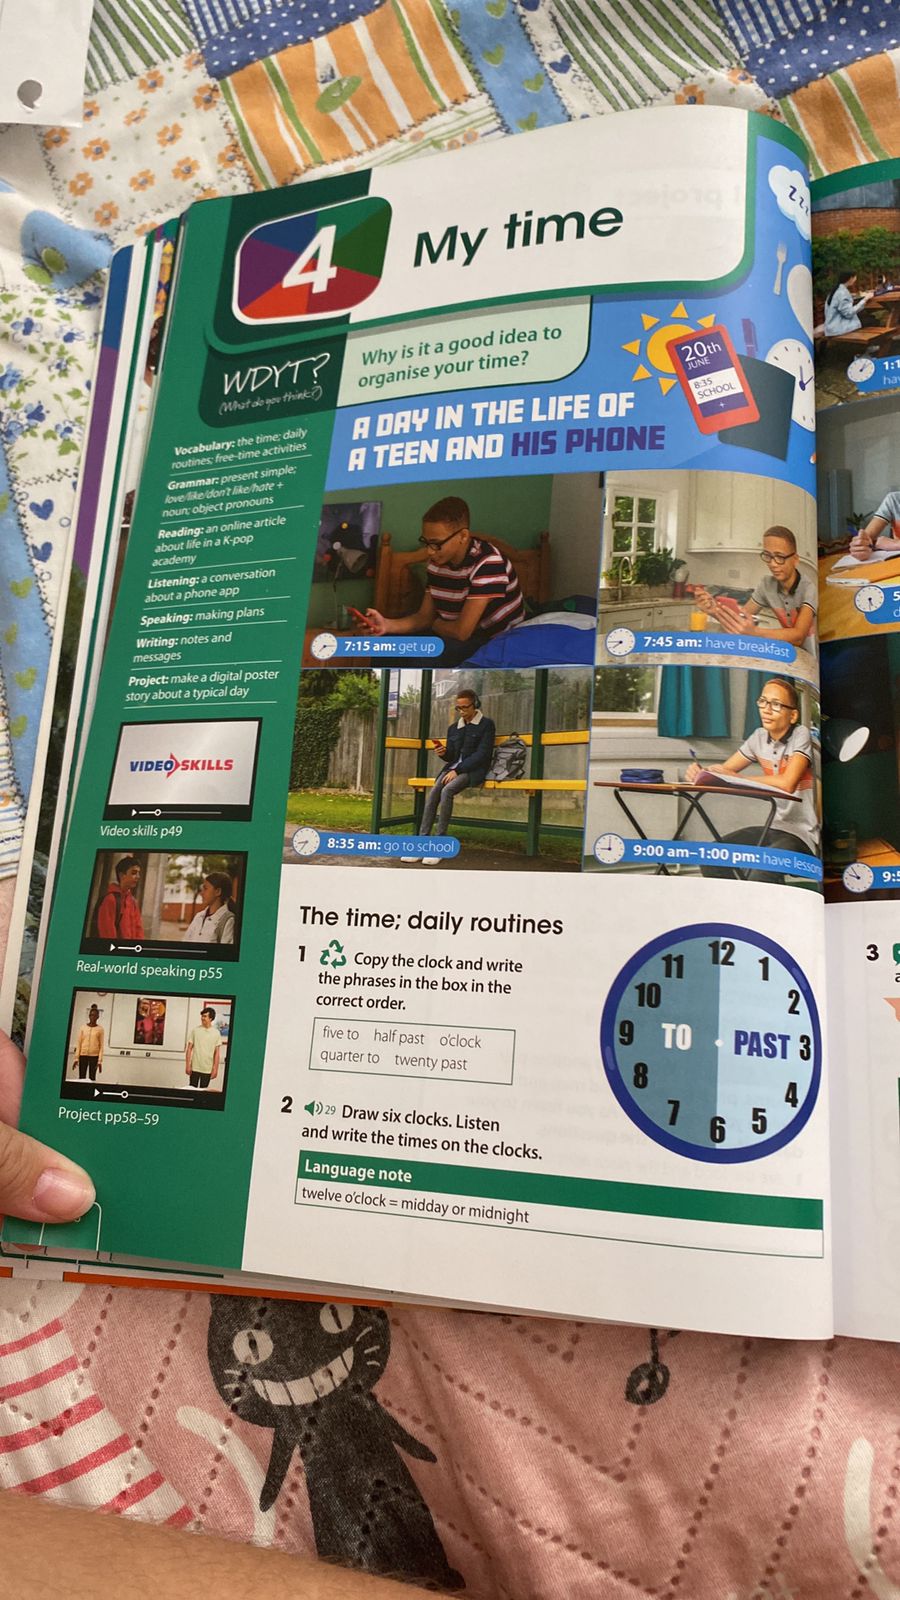 4
My time
WDYT?
(What do you think?)
Why is it a good idea to
organise your time?
20th
JUNE
8:35
SCHOOL
+
zzz
A DAY IN THE LIFE OF
A TEEN AND HIS PHONE
Vocabulary: the time; daily
routines; free-time activities
Grammar: present simple;
love/like/don't like/hate +
noun; object pronouns
Reading: an online article
about life in a K-pop
academy
Listening: a conversation
about a phone app
Speaking: making plans
Writing: notes and
messages
Project: make a digital poster
story about a typical day
VIDEO SKILLS
Video skills p49
Real-world speaking p55
Project pp58–59
7:15 am: get up
7:45 am: have breakfast
8:35 am: go to school
9:00 am–1:00 pm: have lesson
The time; daily routines
1 Copy the clock and write
the phrases in the box in the
correct order.
five to half past o'clock
quarter to twenty past
12
1
2
3
4
5
6
7
8
9
10
11
TO PAST
2 29 Draw six clocks. Listen
and write the times on the clocks.
Language note
twelve o'clock = midday or midnight
3